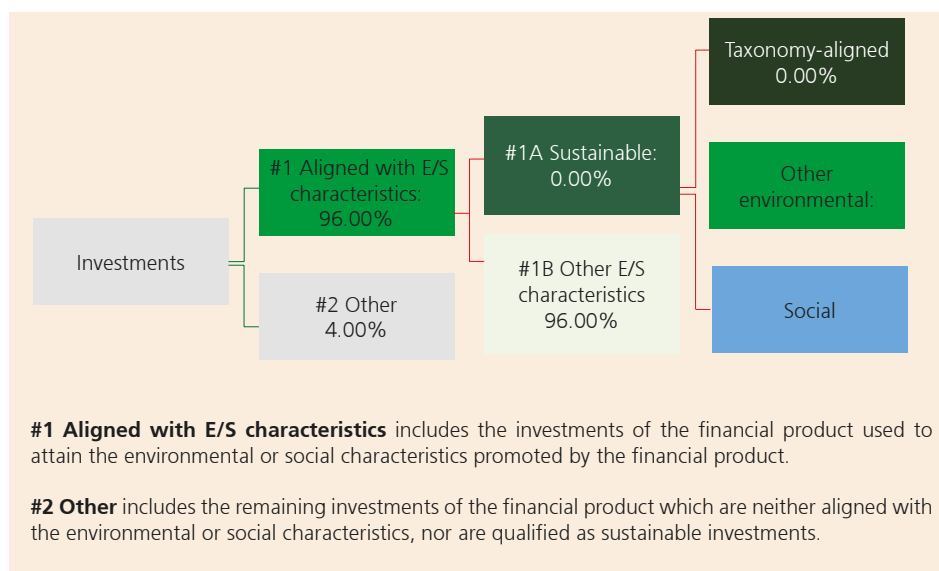 Taxonomy-aligned
0.00%
#1A Sustainable:
0.00%
#1 Aligned with E/S
characteristics:
96.00%
Other
environmental:
Investments
#1B Other E/S
characteristics
96.00%
#2 Other
4.00%
Social
#1 Aligned with E/S characteristics includes the investments of the financial product used to
attain the environmental or social characteristics promoted by the financial product.
#2 Other includes the remaining investments of the financial product which are neither aligned with
the environmental or social characteristics, nor are qualified as sustainable investments.